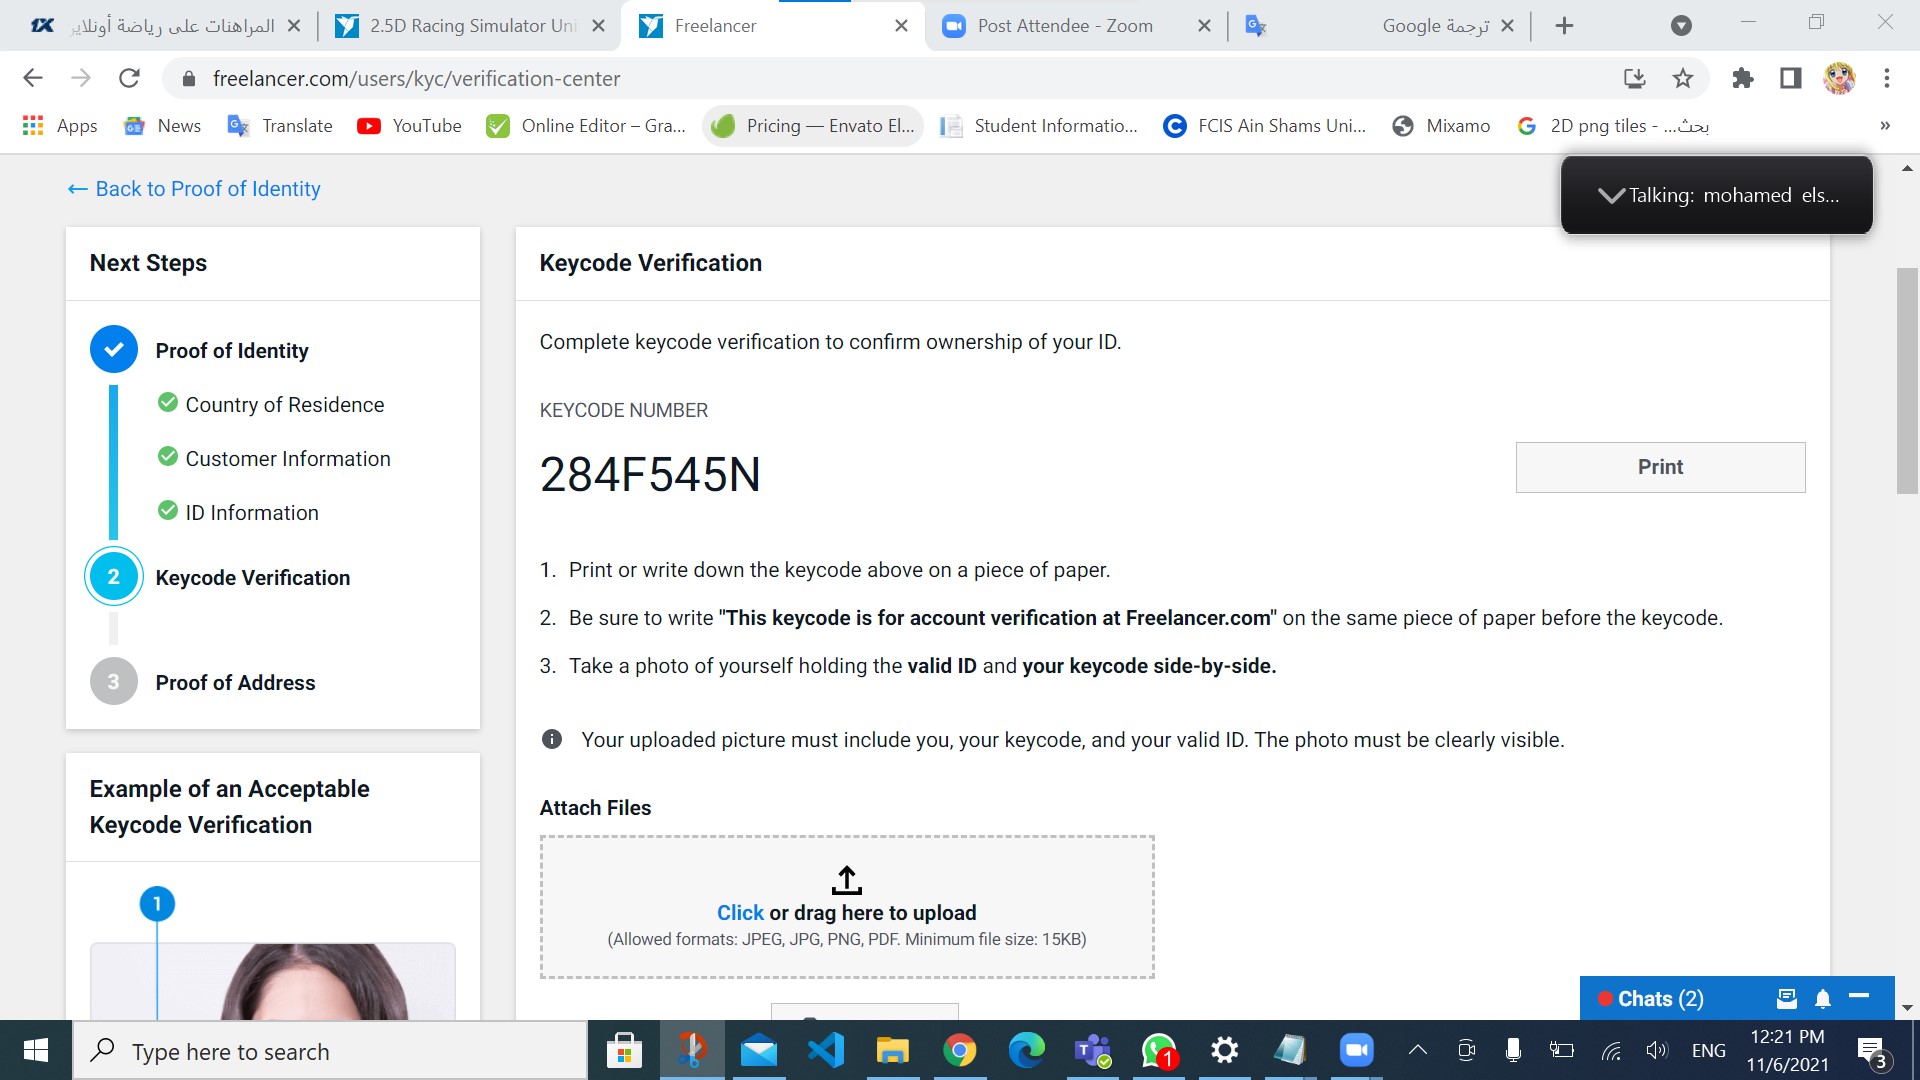 المراهنات على رياضة أونلاير
2.5D Racing Simulator Uni
Freelancer
Post Attendee - Zoom
ترجمة Google
freelancer.com/users/kyc/verification-center
Apps
News
Translate
YouTube
Online Editor – Gra...
Pricing — Envato El...
Student Informatio...
FCIS Ain Shams Uni...
Mixamo
2D png tiles - ...بحث
»
← Back to Proof of Identity
Talking: mohamed els...
Next Steps
Proof of Identity
Country of Residence
Customer Information
ID Information
2
Keycode Verification
3
Proof of Address
Example of an Acceptable
Keycode Verification
1
Keycode Verification
Complete keycode verification to confirm ownership of your ID.
KEYCODE NUMBER
284F545N
Print
1. Print or write down the keycode above on a piece of paper.
2. Be sure to write "This keycode is for account verification at Freelancer.com" on the same piece of paper before the keycode.
3. Take a photo of yourself holding the valid ID and your keycode side-by-side.
Your uploaded picture must include you, your keycode, and your valid ID. The photo must be clearly visible.
Attach Files
Click or drag here to upload
(Allowed formats: JPEG, JPG, PNG, PDF. Minimum file size: 15KB)
Chats (2)
Type here to search
1
ENG
12:21 PM
11/6/2021
3